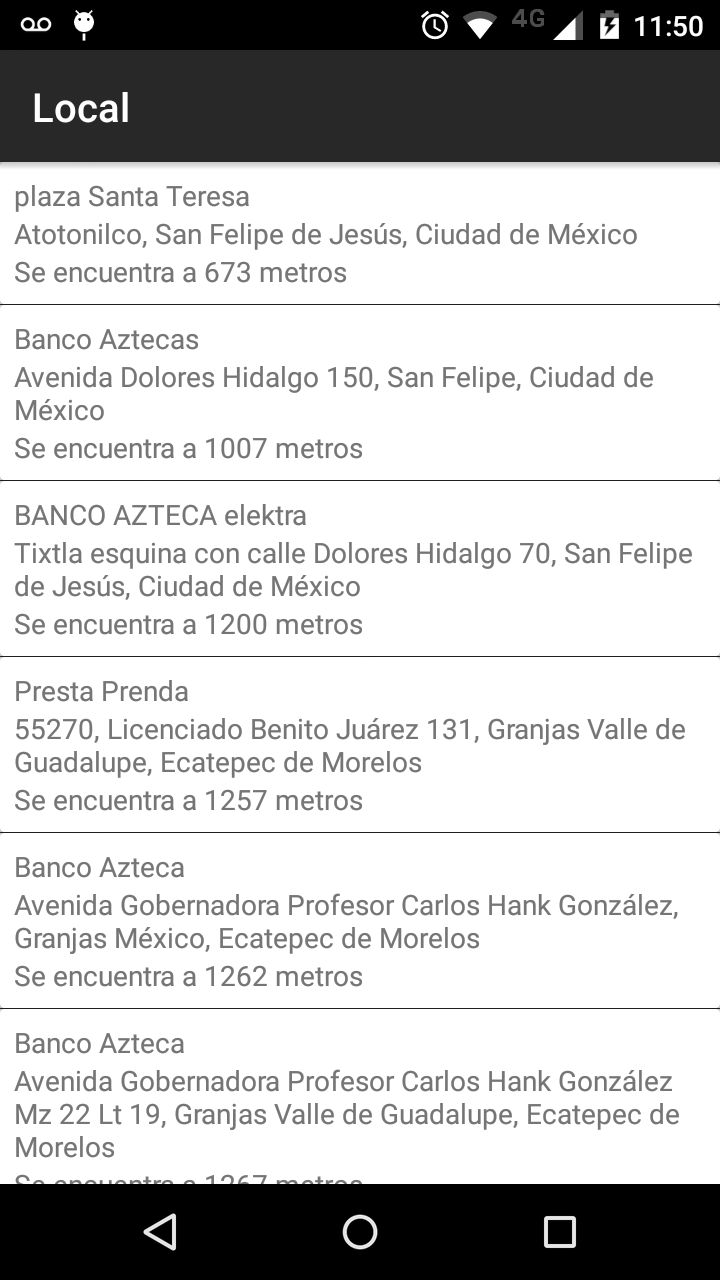 4G 11:50
Local
plaza Santa Teresa
Atotonilco, San Felipe de Jesús, Ciudad de México
Se encuentra a 673 metros
Banco Aztecas
Avenida Dolores Hidalgo 150, San Felipe, Ciudad de
México
Se encuentra a 1007 metros
BANCO AZTECA elektra
Tixtla esquina con calle Dolores Hidalgo 70, San Felipe
de Jesús, Ciudad de México
Se encuentra a 1200 metros
Presta Prenda
55270, Licenciado Benito Juárez 131, Granjas Valle de
Guadalupe, Ecatepec de Morelos
Se encuentra a 1257 metros
Banco Azteca
Avenida Gobernadora Profesor Carlos Hank González,
Granjas México, Ecatepec de Morelos
Se encuentra a 1262 metros
Banco Azteca
Avenida Gobernadora Profesor Carlos Hank González
Mz 22 Lt 19, Granjas Valle de Guadalupe, Ecatepec de
Morelos
Se encuentra a 1267 metros